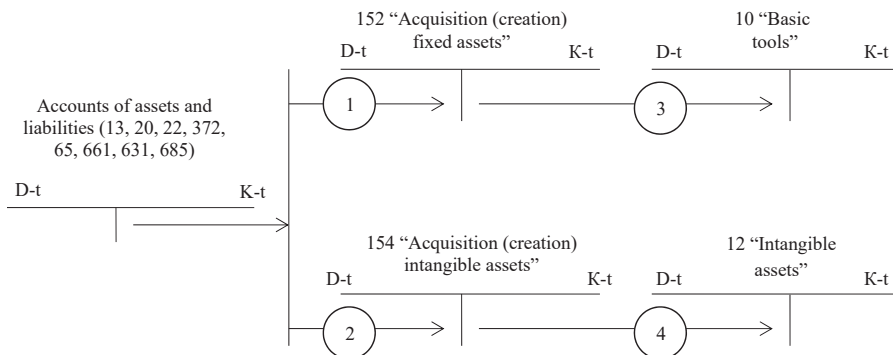 152 “Acquisition (creation)
fixed assets”
D-t
K-t
1
10 “Basic
tools”
D-t
K-t
3
Accounts of assets and
liabilities (13, 20, 22, 372,
65, 661, 631, 685)
D-t
K-t
154 “Acquisition (creation)
intangible assets”
D-t
K-t
2
12 “Intangible
assets”
D-t
K-t
4